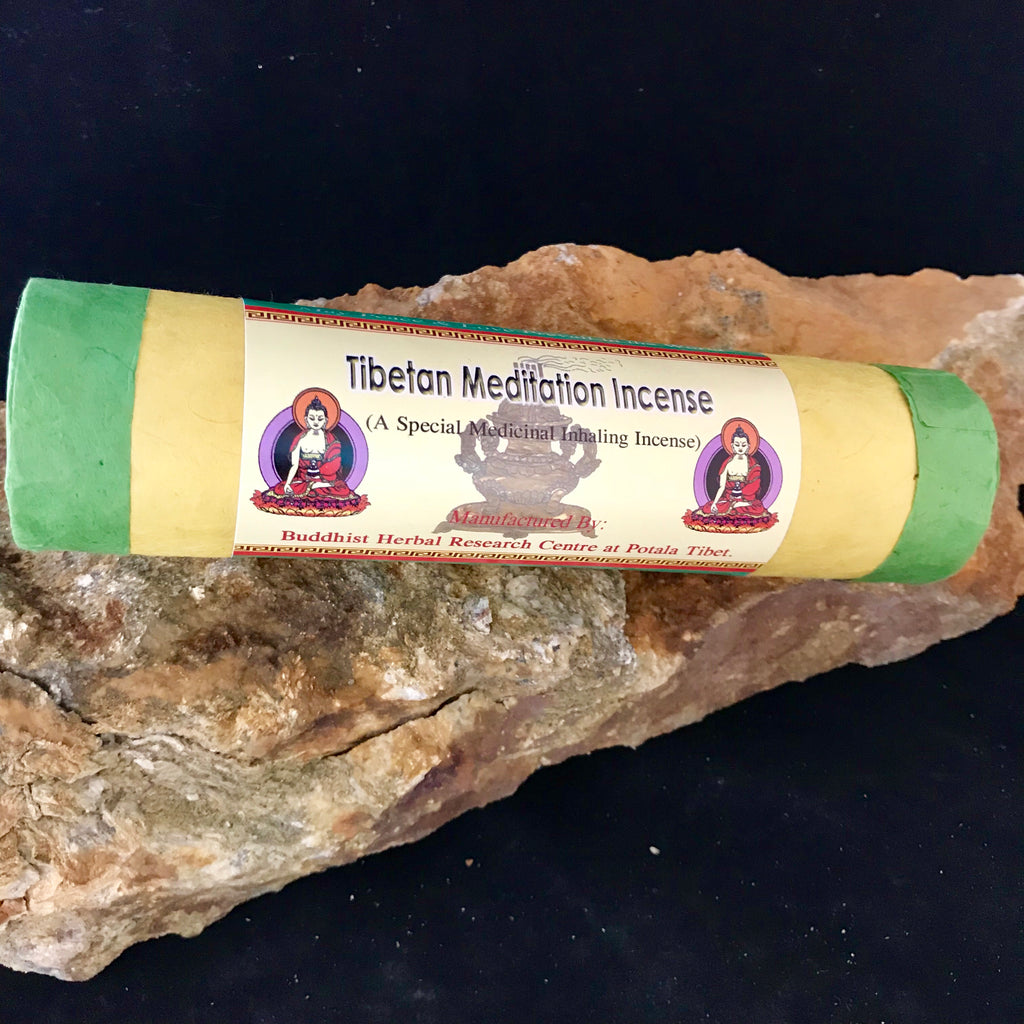 Tibetan Meditation Incense
(A Special Medicinal Inhaling Incense)
Manufactured By:
Buddhist Herbal Research Centre at Potala Tibet.